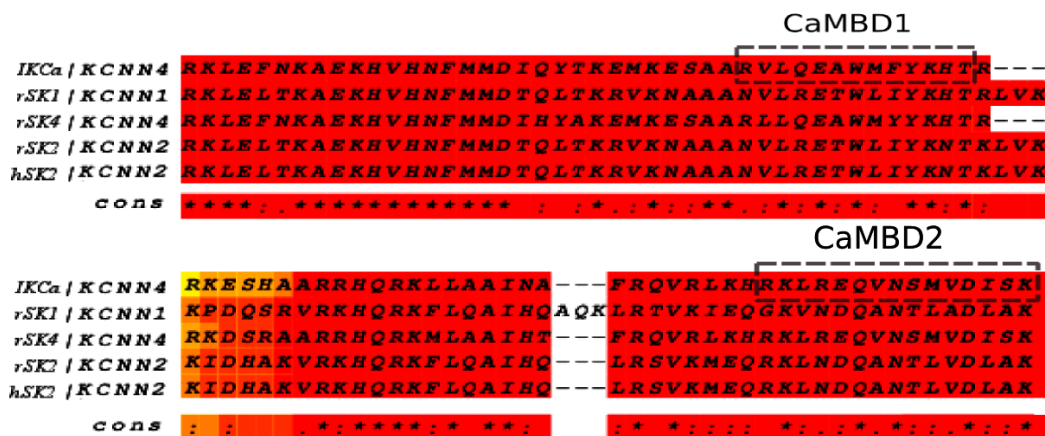 CaMBD1
IKCa | KCNN4 RKLEFNKAEKHVHNFMMDIQYTKEMKESAARVLQEAWMFYKHTR---
rSK1 | KCNN1 RKLELTKAEKHVHNFMMDTQLTKRVKNAAANVLRETWLIYKHTRLVK
rSK4 | KCNN4 RKLEFNKAEKHVHNFMMDIHYAKEMKESAARLLQEAWMYYKHTR---
rSK2 | KCNN2 RKLELTKAEKHVHNFMMDTQLTKRVKNAAANVLRETWLIYKNTKLVK
hSK2 | KCNN2 RKLELTKAEKHVHNFMMDTQLTKRVKNAAANVLRETWLIYKNTKLVK
cons ****:.************ : :*.:*::**.:*:*:*: **:*:
CaMBD2
IKCa | KCNN4 RKESHAARRHQRKLLAAINA---FRQVRLKHRKLREQVNSMVDISK
rSK1 | KCNN1 KPDQSRVRKHQRKFLQAIHQAQKLRTVKIEQGKVNDQANTLADLAK
rSK4 | KCNN4 RKDSRAARRHQRKMLAAIHT---FRQVRLKHRKLREQVNSMVDISK
rSK2 | KCNN2 KIDHAKVRKHQRKFLQAIHQ---LRSVKMEQRKLNDQANTLVDLAK
hSK2 | KCNN2 KIDHAKVRKHQRKFLQAIHQ---LRSVKMEQRKLNDQANTLVDLAK
cons : :   .*:****:* **:    :* *:::: *:.:*.*::.*::*